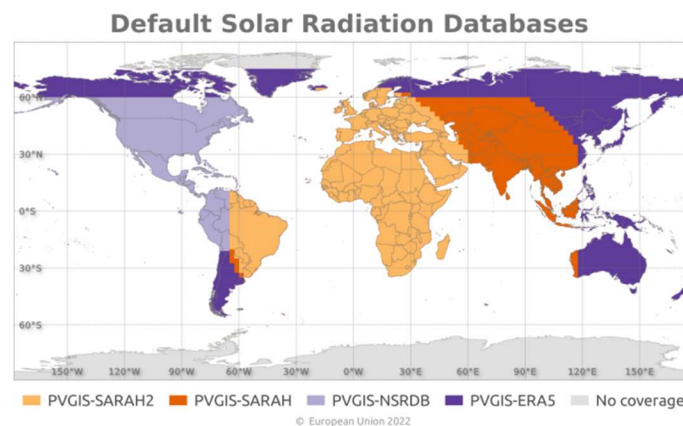 Default Solar Radiation Databases
60°N
30°N
0°S
30°S
60°S
150°W 120°W 90°W 60°W 30°W 0°W 30°E 60°E 90°E 120°E 150°E
PVGIS-SARAH2 PVGIS-SARAH PVGIS-NSRDB PVGIS-ERA5 No coverage
© European Union 2022